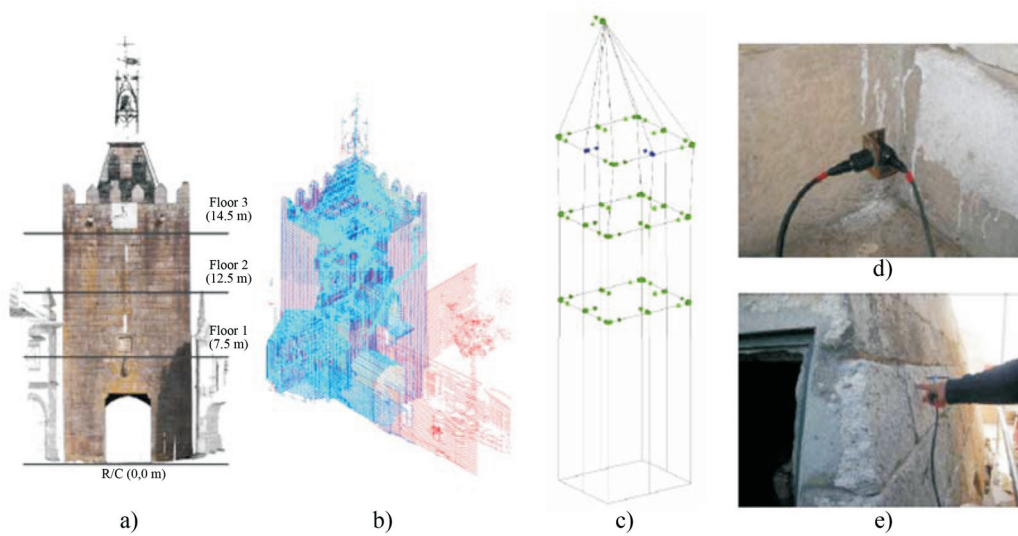 Floor 3
(14.5 m)
Floor 2
(12.5 m)
Floor 1
(7.5 m)
R/C (0,0 m)
a)
b)
c)
d)
e)